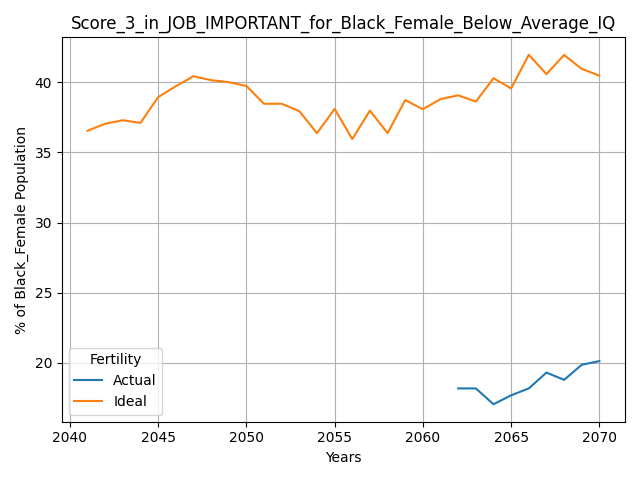 Score_3_in_JOB_IMPORTANT_for_Black_Female_Below_Average_IQ
% of Black_Female Population
40
35
30
25
20
Fertility
Actual
Ideal
2040 2045 2050 2055 2060 2065 2070
Years